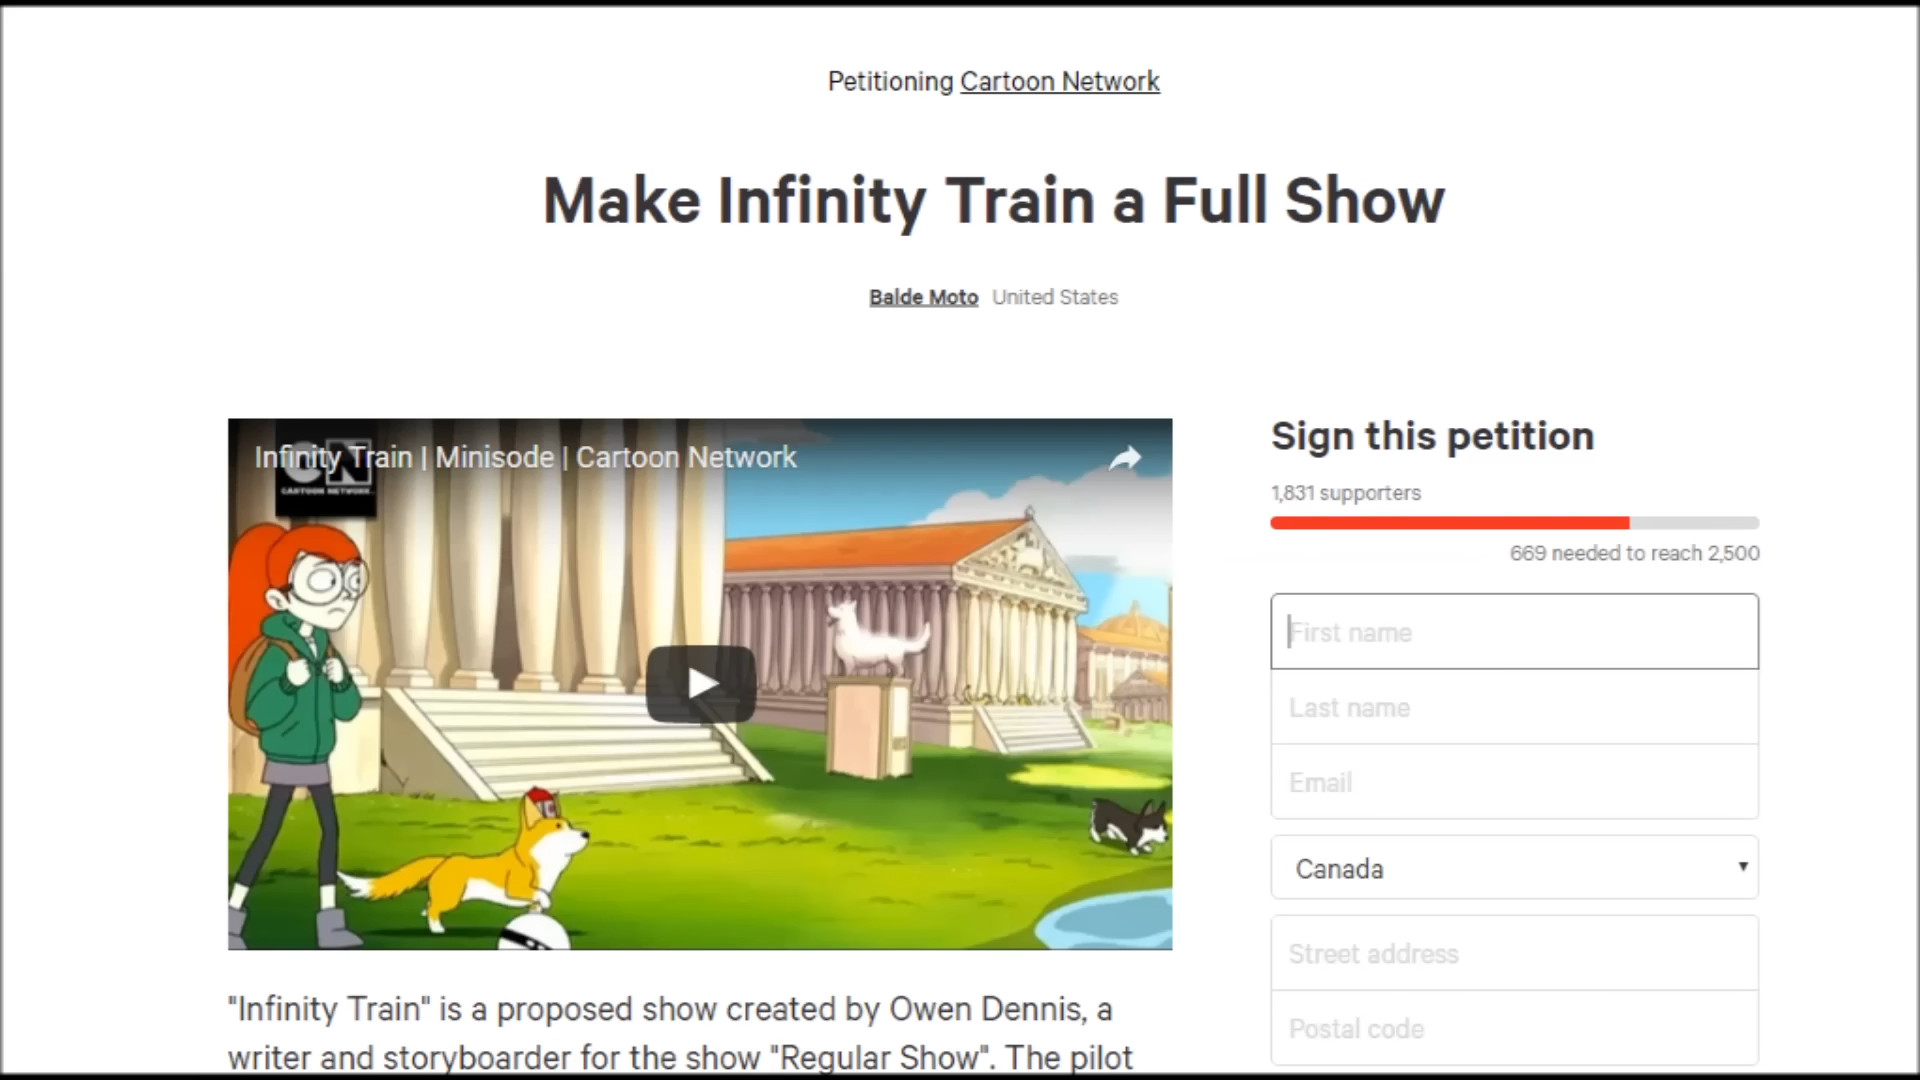 Petitioning Cartoon Network
Make Infinity Train a Full Show
Balde Moto United States
Infinity Train | Minisode | Cartoon Network
CN
CARTOON NETWORK
Sign this petition
1,831 supporters
669 needed to reach 2,500
First name
Last name
Email
Canada
Street address
Postal code
"Infinity Train" is a proposed show created by Owen Dennis, a
writer and storyboarder for the show "Regular Show". The pilot